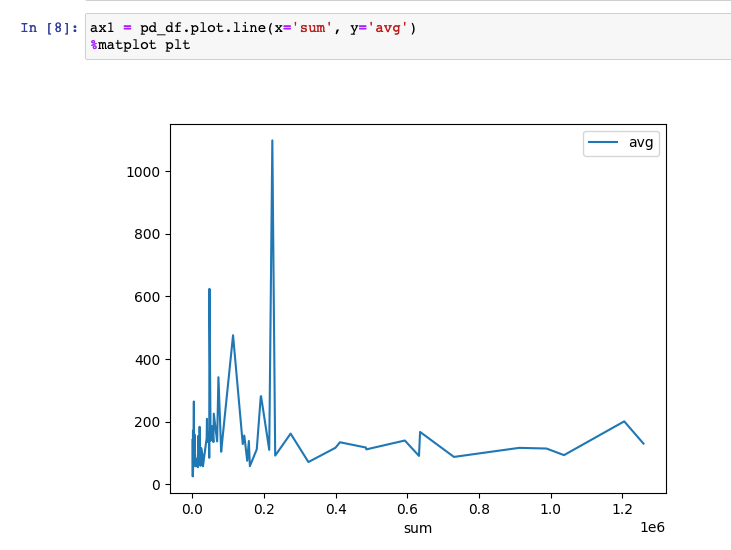 In [8]: ax1 = pd_df.plot.line(x='sum', y='avg')
%matplot plt
avg
1000
800
600
400
200
0
0.0 0.2 0.4 0.6 0.8 1.0 1.2
1e6
sum